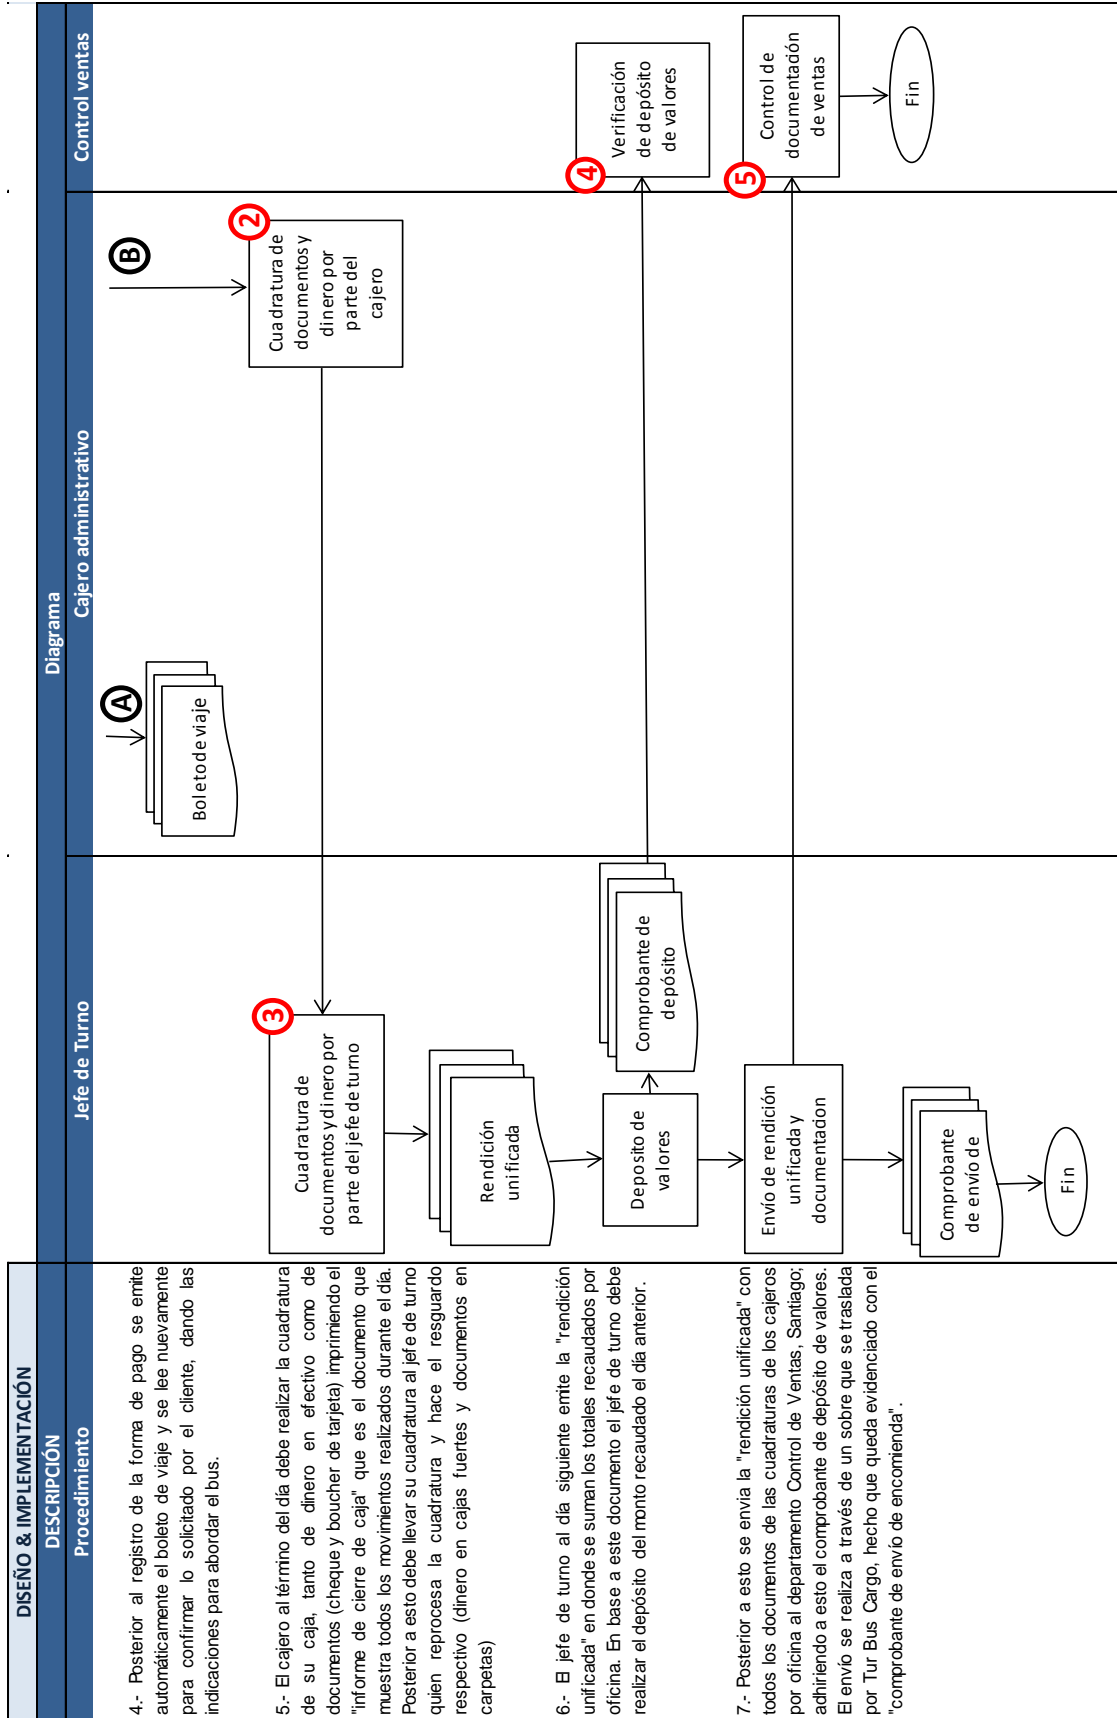 DISEÑO & IMPLEMENTACIÓN
DESCRIPCIÓN
Diagrama
Procedimiento
Jefe de Turno
Cajero administrativo
Control ventas
4.- Posterior al registro de la forma de pago se emite
automáticamente el boleto de viaje y se lee nuevamente
para confirmar lo solicitado por el cliente, dando las
indicaciones para abordar el bus.
5.- El cajero al término del día debe realizar la cuadratura
de su caja, tanto de dinero en efectivo como de
documentos (cheque y boucher de tarjeta) imprimiendo el
"informe de cierre de caja" que es el documento que
muestra todos los movimientos realizados durante el día.
Posterior a esto debe llevar su cuadratura al jefe de turno
quien reprocesa la cuadratura y hace el resguardo
respectivo (dinero en cajas fuertes y documentos en
carpetas)
6.- El jefe de turno al día siguiente emite la "rendición
unificada" en donde se suman los totales recaudados por
oficina. En base a este documento el jefe de turno debe
realizar el depósito del monto recaudado el día anterior.
7.- Posterior a esto se envia la "rendición unificada" con
todos los documentos de las cuadraturas de los cajeros
por oficina al departamento Control de Ventas, Santiago;
adhiriendo a esto el comprobante de depósito de valores.
El envío se realiza a través de un sobre que se traslada
por Tur Bus Cargo, hecho que queda evidenciado con el
"comprobante de envío de encomienda".
A
Boleto de viaje
B
2
Cuadratura de
documentos y
dinero por
parte del
cajero
3
Cuadratura de
documentos y dinero por
parte del jefe de turno
Rendición
unificada
Deposito de
valores
Comprobante de
depósito
4
Verificación
de depósito
de valores
Envío de rendición
unificada y
documentacion
5
Control de
documentación
de ventas
Fin
Comprobante
de envío de
Fin